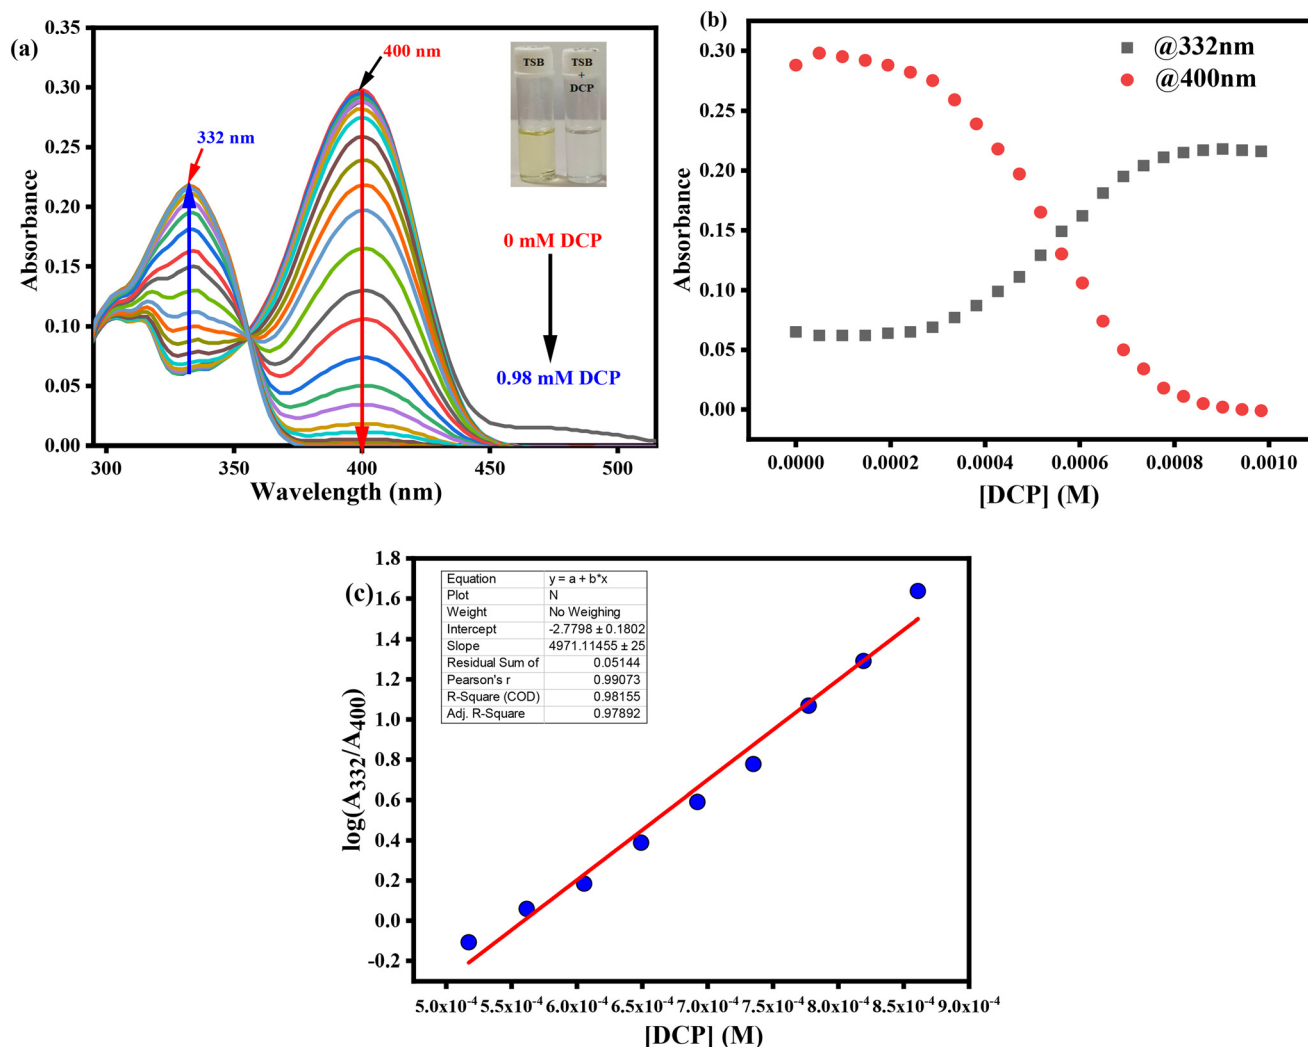 (a)
0.35
0.30
0.25
0.20
0.15
0.10
0.05
0.00
Absorbance
300
350
400
450
500
Wavelength (nm)
332 nm
400 nm
TSB
TSB
+
DCP
0 mM DCP
0.98 mM DCP
(b)
0.30
0.25
0.20
0.15
0.10
0.05
0.00
Absorbance
0.0000
0.0002
0.0004
0.0006
0.0008
0.0010
[DCP] (M)
@332nm
@400nm
(c)
1.8
1.6
1.4
1.2
1.0
0.8
0.6
0.4
0.2
0.0
-0.2
log(A332/A400)
Equation y = a + b*x
Plot N
Weight No Weighing
Intercept -2.7798 ± 0.1802
Slope 4971.11455 ± 25
Residual Sum of 0.05144
Pearson's r 0.99073
R-Square (COD) 0.98155
Adj. R-Square 0.97892
5.0x10-4
5.5x10-4
6.0x10-4
6.5x10-4
7.0x10-4
7.5x10-4
8.0x10-4
8.5x10-4
9.0x10-4
[DCP] (M)